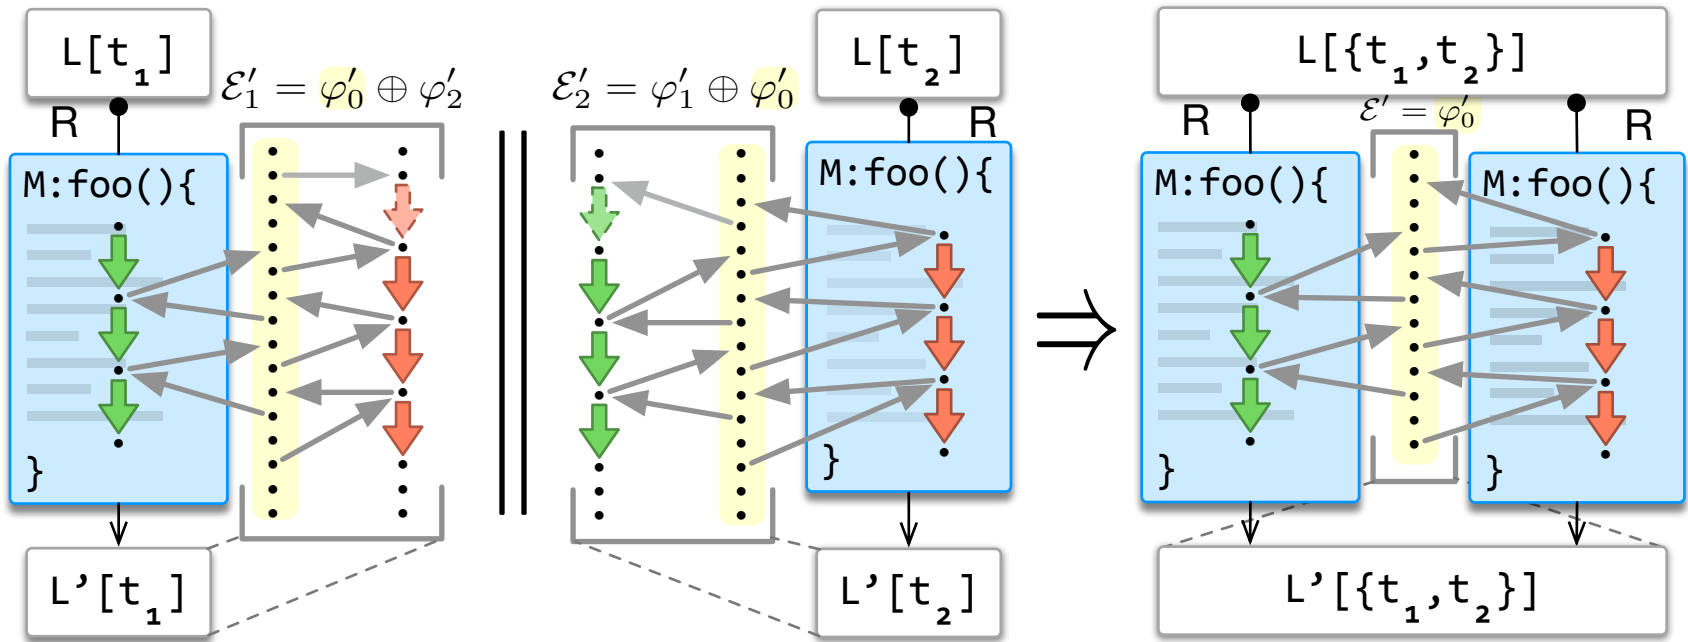 L[t₁]
ℰ′₁ = φ′₀ ⊕ φ′₂
R
M:foo(){
}
L’[t₁]
L[t₂]
ℰ′₂ = φ′₁ ⊕ φ′₀
R
M:foo(){
}
L’[t₂]
⇒
L[{t₁,t₂}]
R
ℰ′ = φ′₀
R
M:foo(){
}
M:foo(){
}
L’[{t₁,t₂}]